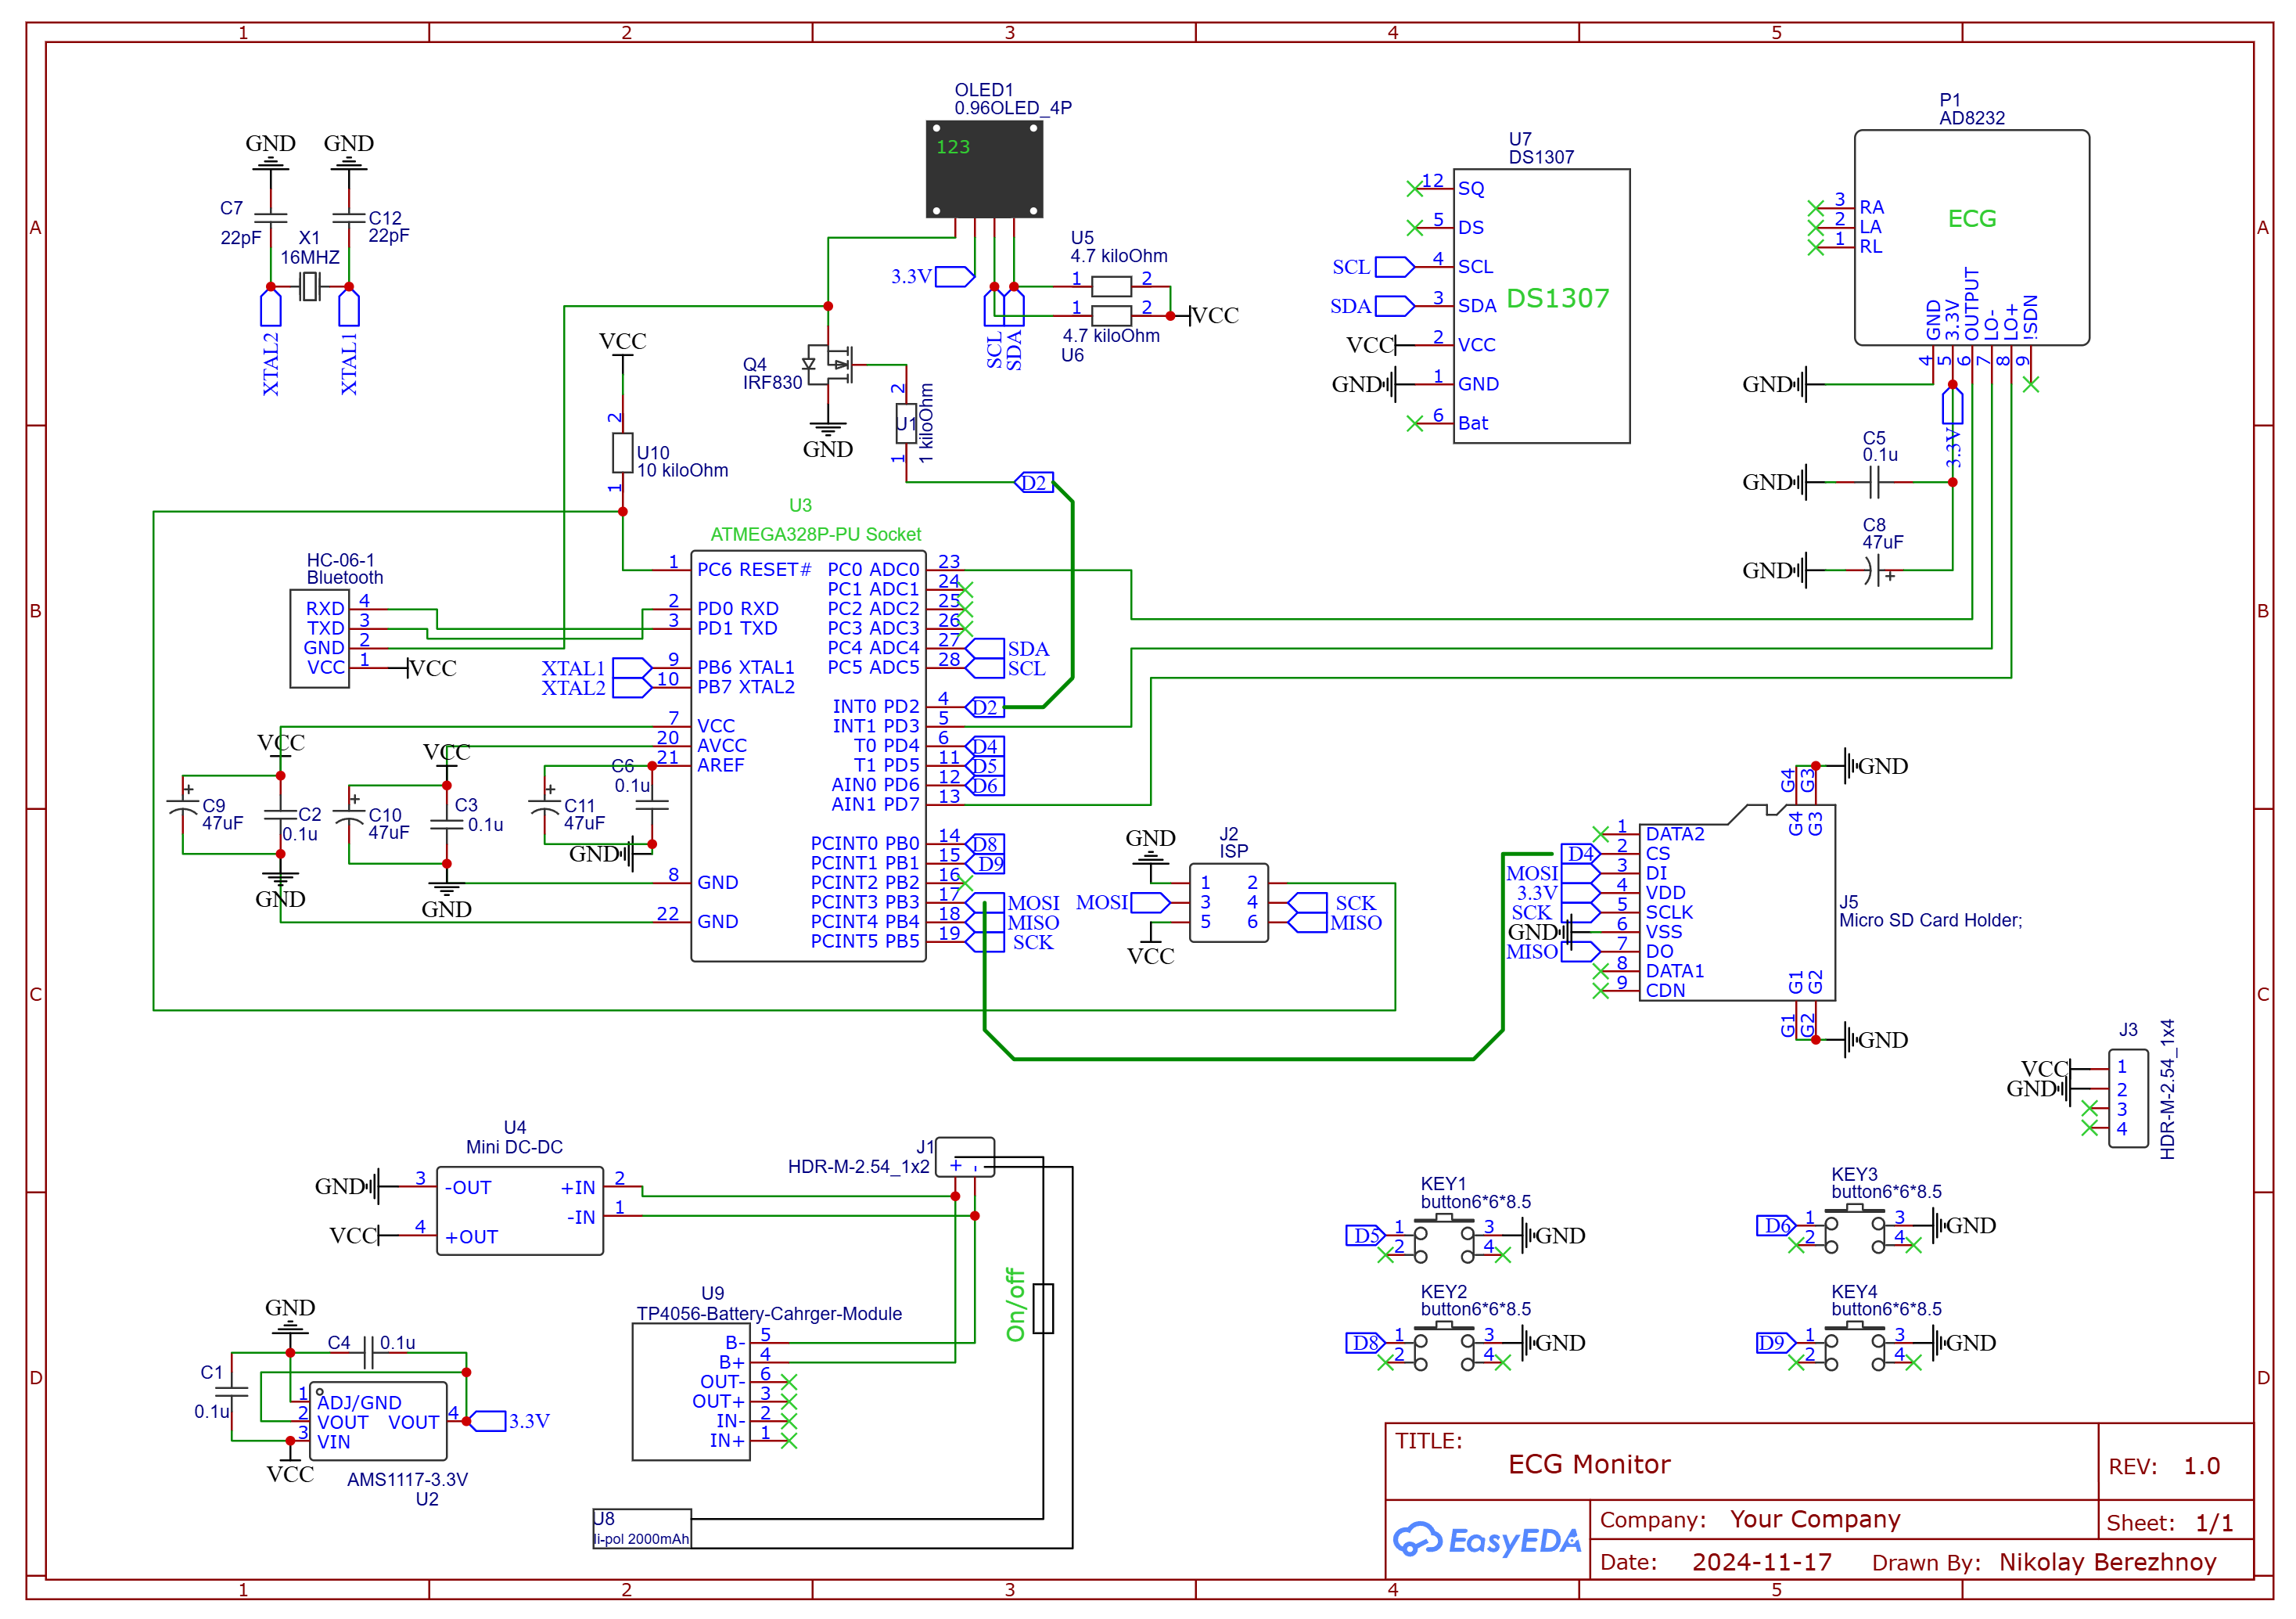 1 2 3 4 5
A
B
C
D
A
B
C
D
1 2 3 4 5
GND GND
C7
22pF
C12
22pF
X1
16MHZ
XTAL2
XTAL1
OLED1
0.96OLED_4P
123
3.3V
SCL
SDA
U5
4.7 kiloOhm
1 2
1 2
4.7 kiloOhm
U6
VCC
Q4
IRF830
GND
2
U1
1 kiloOhm
1
D2
VCC
2
U10
10 kiloOhm
1
U7
DS1307
DS1307
12 SQ
5 DS
SCL 4 SCL
SDA 3 SDA
VCC 2 VCC
GND 1 GND
6 Bat
P1
AD8232
ECG
3 RA
2 LA
1 RL
GND
3.3V
OUTPUT
LO-
LO+
!SDN
4 5 6 7 8 9
GND
3.3V
C5
0.1u
GND
C8
47uF
GND
HC-06-1
Bluetooth
RXD 4
TXD 3
GND 2
VCC 1 VCC
U3
ATMEGA328P-PU Socket
1 PC6 RESET#
2 PD0 RXD
3 PD1 TXD
XTAL1 9 PB6 XTAL1
XTAL2 10 PB7 XTAL2
7 VCC
20 AVCC
21 AREF
8 GND
22 GND
PC0 ADC0 23
PC1 ADC1 24
PC2 ADC2 25
PC3 ADC3 26
PC4 ADC4 27 SDA
PC5 ADC5 28 SCL
INT0 PD2 4 D2
INT1 PD3 5
T0 PD4 6 D4
T1 PD5 11 D5
AIN0 PD6 12 D6
AIN1 PD7 13
PCINT0 PB0 14 D8
PCINT1 PB1 15 D9
PCINT2 PB2 16
PCINT3 PB3 17 MOSI
PCINT4 PB4 18 MISO
PCINT5 PB5 19 SCK
VCC
C9
47uF
C2
0.1u
GND
VCC
C10
47uF
C3
0.1u
GND
C11
47uF
C6
0.1u
GND
GND
J2
ISP
1 2
MOSI 3 4 SCK
5 6 MISO
VCC
G4 G3 GND
G4 G3
1 DATA2
D4 2 CS
MOSI 3 DI
3.3V 4 VDD
SCK 5 SCLK
GND 6 VSS
MISO 7 DO
8 DATA1
9 CDN
G1 G2
G1 G2 GND
J5
Micro SD Card Holder;
J3
HDR-M-2.54_1x4
VCC 1
GND 2
3
4
U4
Mini DC-DC
GND 3 -OUT +IN 2
-IN 1
VCC 4 +OUT
J1
HDR-M-2.54_1x2
+ -
On/off
U9
TP4056-Battery-Cahrger-Module
B- 5
B+ 4
OUT- 6
OUT+ 3
IN- 2
IN+ 1
U8
li-pol 2000mAh
GND
C4 0.1u
C1
0.1u
1 ADJ/GND
2 VOUT VOUT 4 3.3V
3 VIN
VCC
AMS1117-3.3V
U2
KEY1
button6*6*8.5
D5 1 3 GND
2 4
KEY2
button6*6*8.5
D8 1 3 GND
2 4
KEY3
button6*6*8.5
D6 1 3 GND
2 4
KEY4
button6*6*8.5
D9 1 3 GND
2 4
TITLE:
ECG Monitor
REV: 1.0
EasyEDA
Company: Your Company
Sheet: 1/1
Date: 2024-11-17 Drawn By: Nikolay Berezhnoy